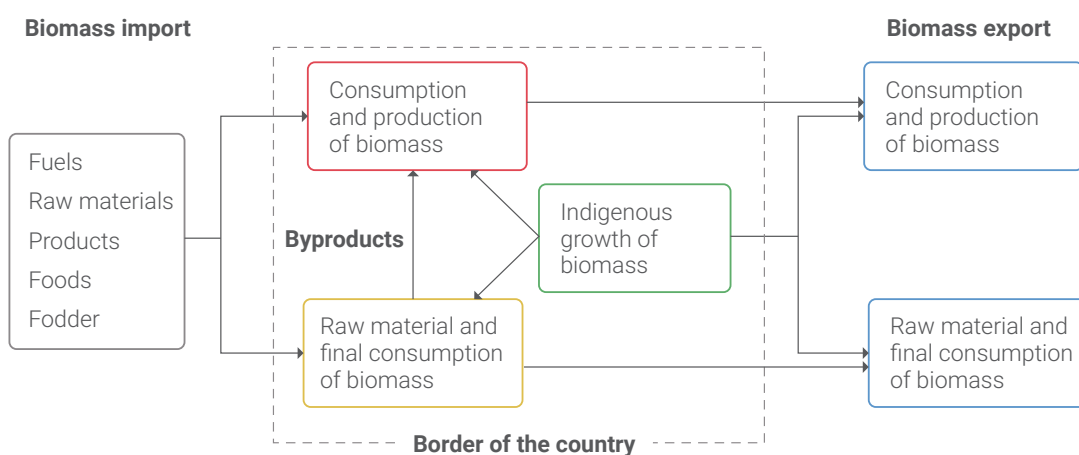 Biomass import
Biomass export
Fuels
Raw materials
Products
Foods
Fodder
Consumption
and production
of biomass
Byproducts
Indigenous
growth of
biomass
Raw material and
final consumption
of biomass
Consumption
and production
of biomass
Raw material and
final consumption
of biomass
Border of the country